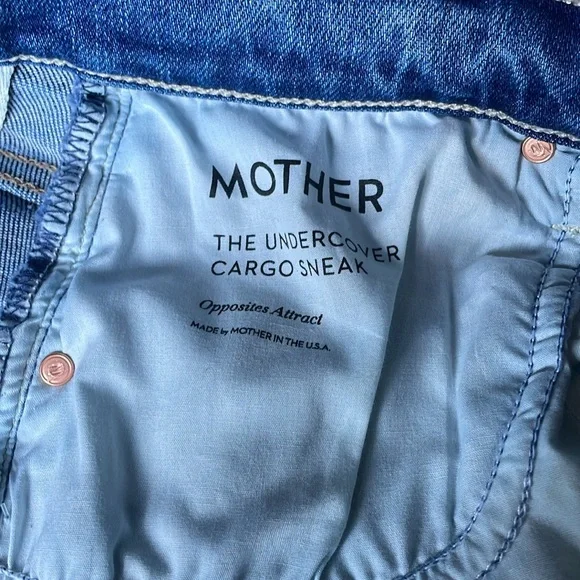 MOTHER
THE UNDERCOVER
CARGO SNEAK
Opposites Attract
MADE by MOTHER IN THE U.S.A.